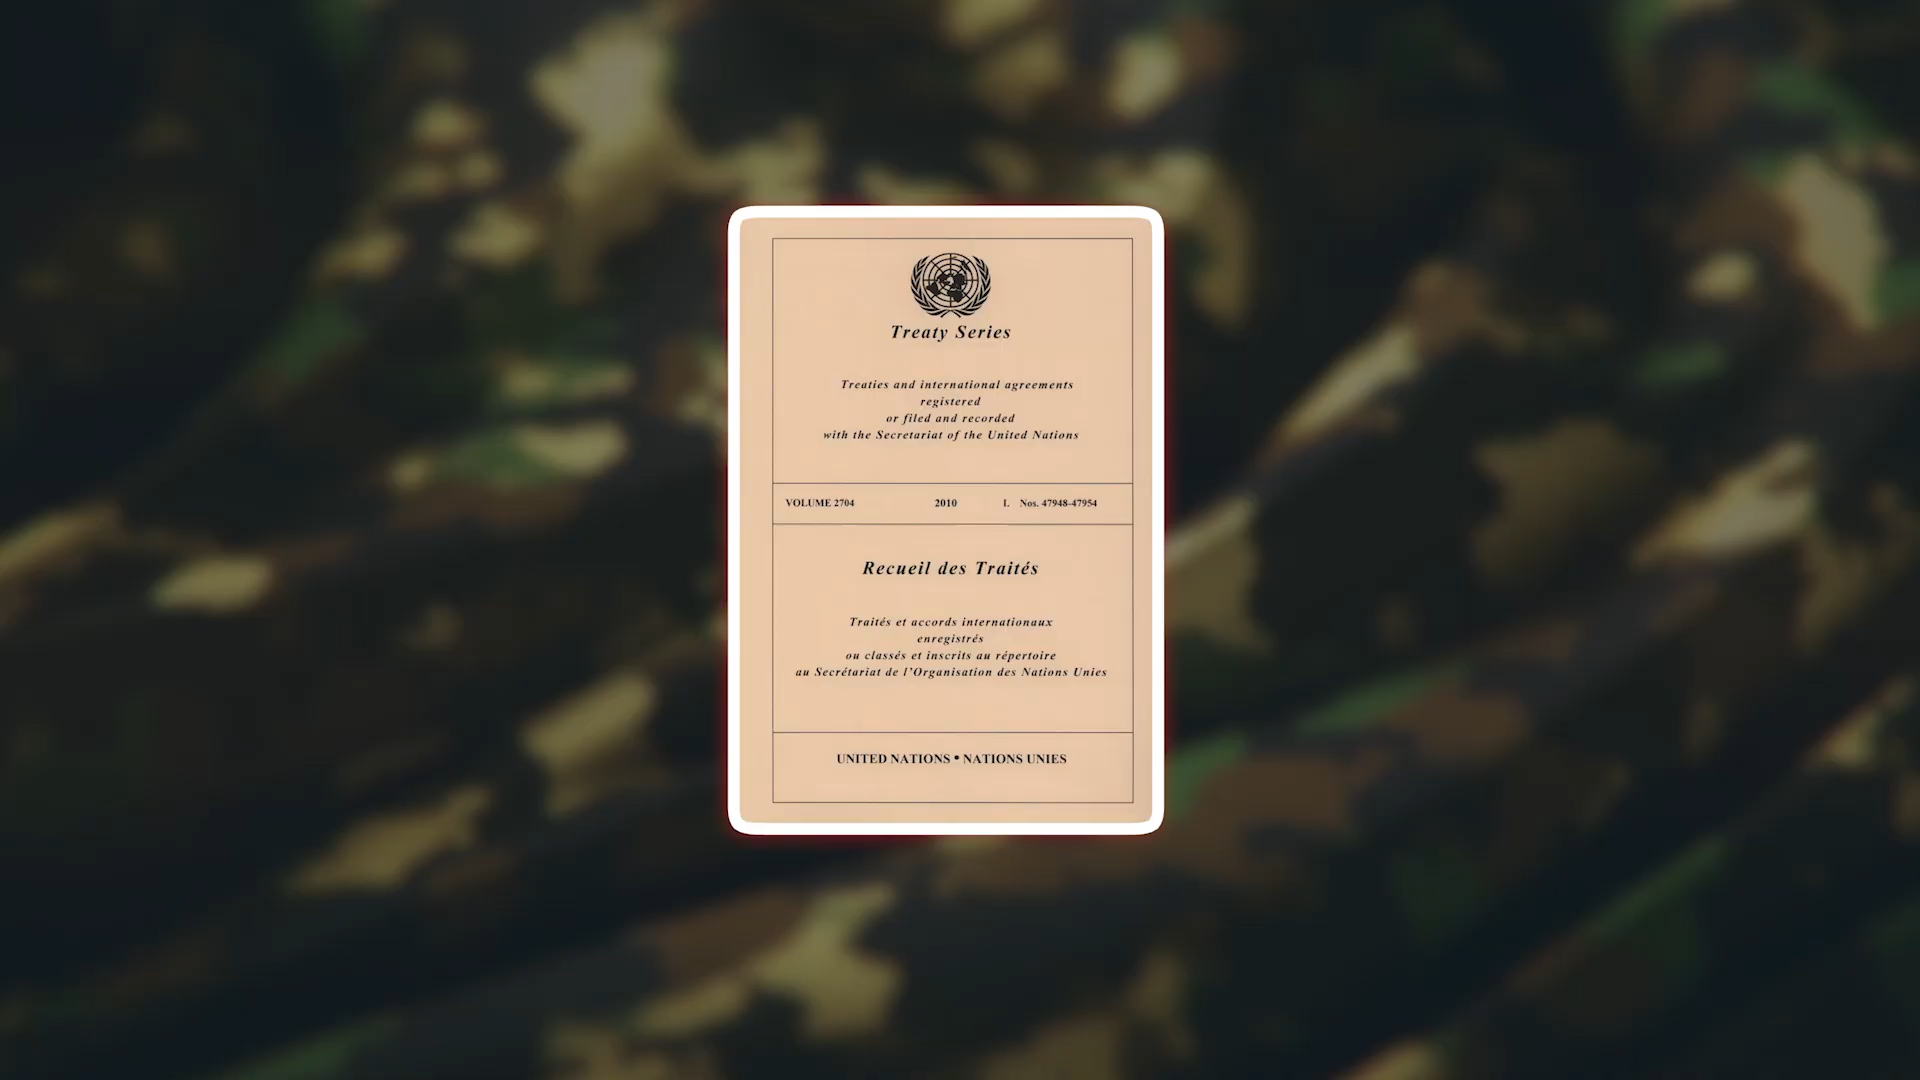 Treaty Series
Treaties and international agreements
registered
or filed and recorded
with the Secretariat of the United Nations
VOLUME 2704 2010 I. Nos. 47948-47954
Recueil des Traités
Traités et accords internationaux
enregistrés
ou classés et inscrits au répertoire
au Secrétariat de l’Organisation des Nations Unies
UNITED NATIONS • NATIONS UNIES